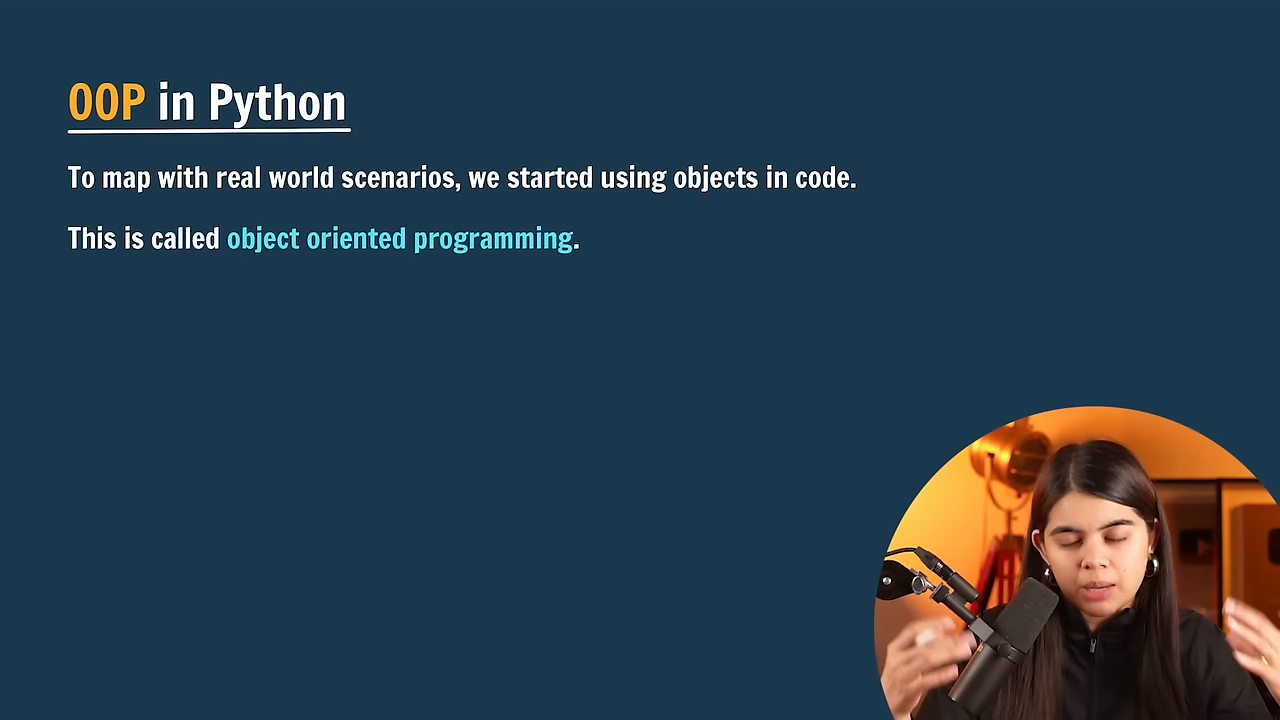 OOP in Python
To map with real world scenarios, we started using objects in code.
This is called object oriented programming.